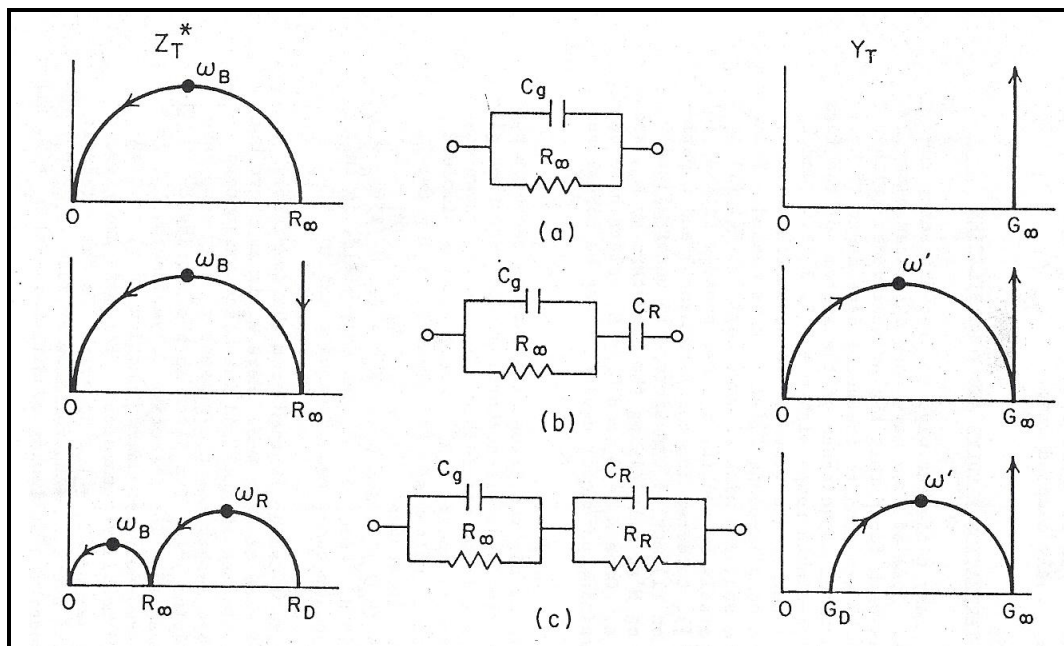 Z_T*
ω_B
O
R_∞
C_g
R_∞
(a)
Y_T
O
G_∞
ω_B
O
R_∞
C_g
R_∞
C_R
(b)
ω'
O
G_∞
ω_B
ω_R
O
R_∞
R_D
C_g
R_∞
C_R
R_R
(c)
ω'
O
G_D
G_∞